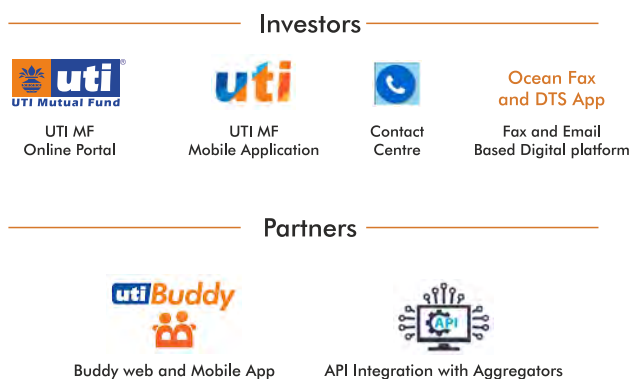 Investors
uti
UTI Mutual Fund
®
UTI MF
Online Portal
uti
UTI MF
Mobile Application
Contact
Centre
Ocean Fax
and DTS App
Fax and Email
Based Digital platform
Partners
uti Buddy
Buddy web and Mobile App
API
API Integration with Aggregators